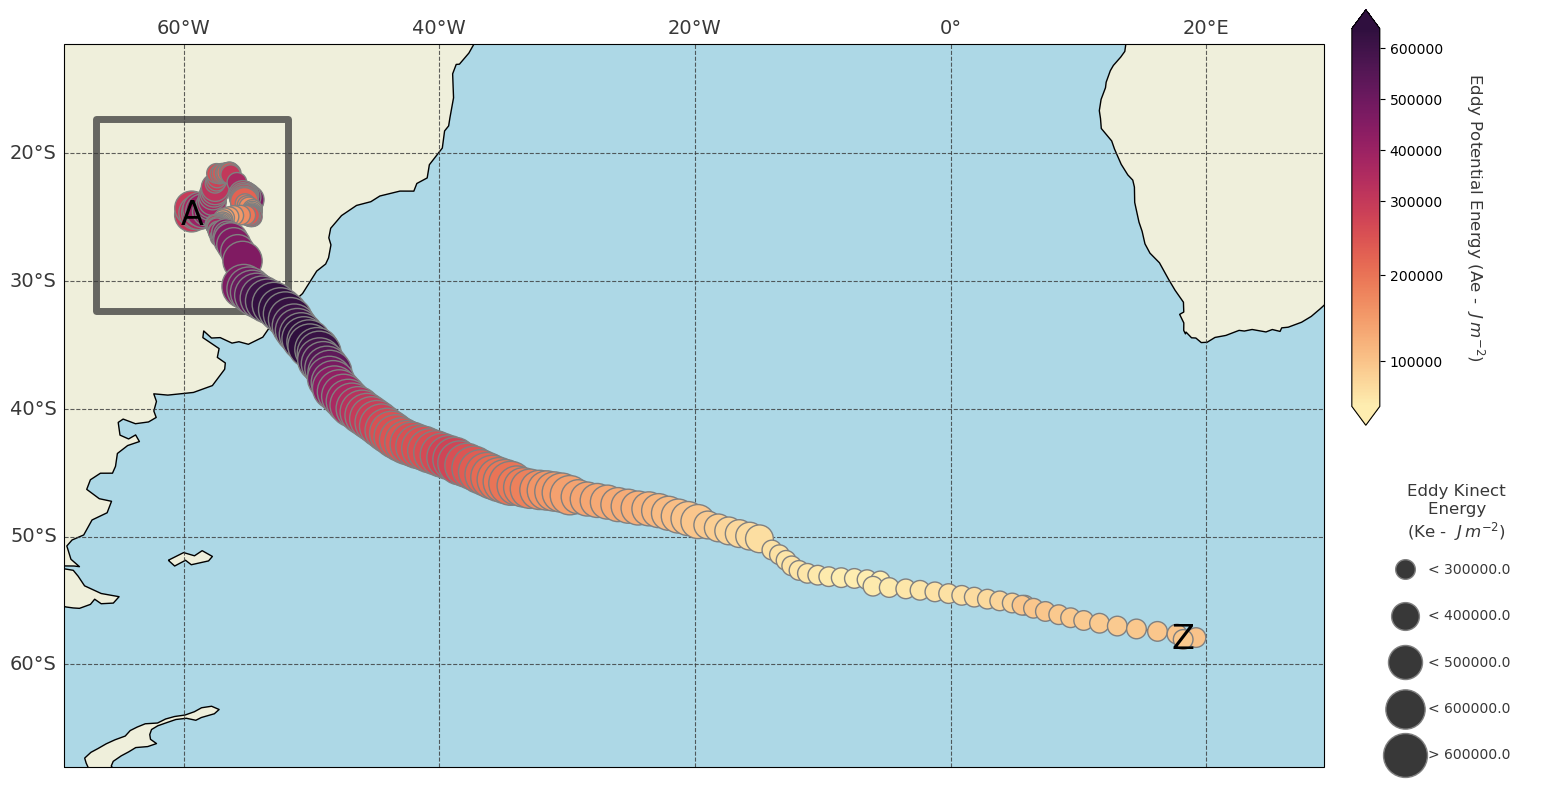 60°W 40°W 20°W 0° 20°E
20°S
30°S
40°S
50°S
60°S
A
Z
600000
500000
400000
300000
200000
100000
Eddy Potential Energy (Ae - J m⁻²)
Eddy Kinect
Energy
(Ke - J m⁻²)
< 300000.0
< 400000.0
< 500000.0
< 600000.0
> 600000.0